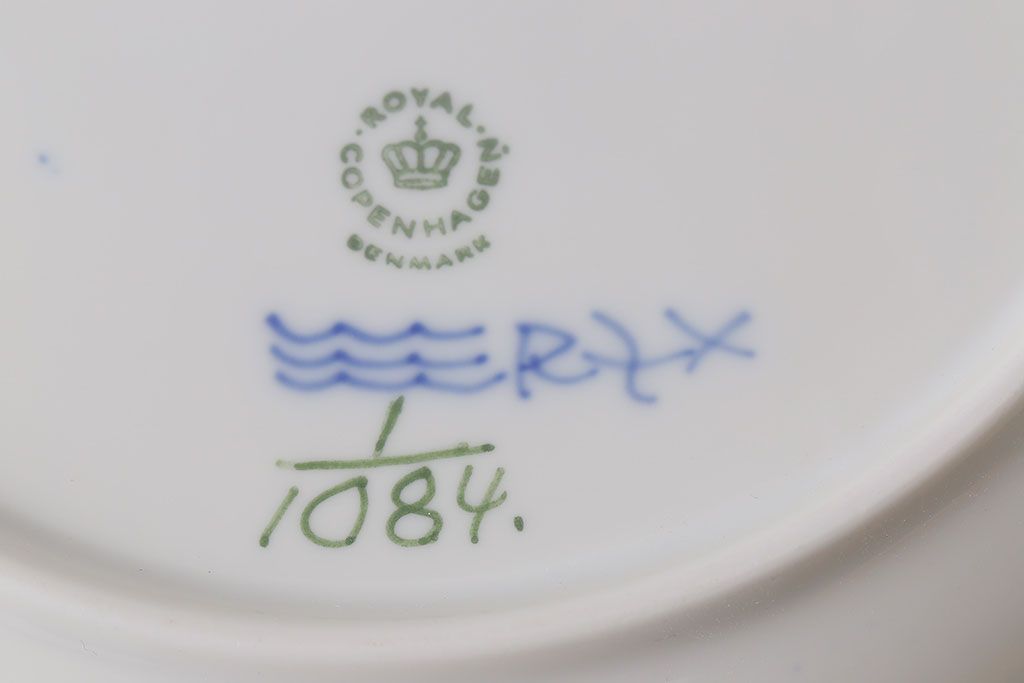 ROYAL
COPENHAGEN
DENMARK
1
1084.